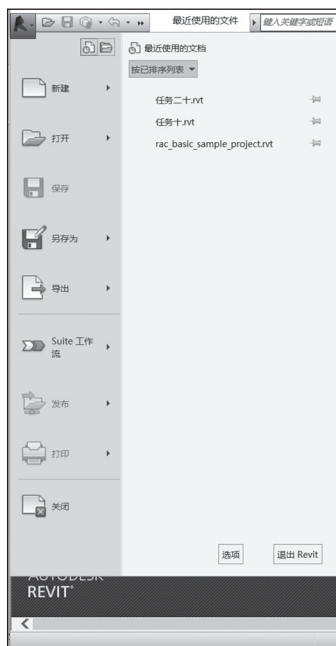 最近使用的文件
键入关键字或短语
最近使用的文档
按已排序列表
新建
打开
保存
另存为
导出
Suite 工作流
发布
打印
关闭
任务二十.rvt
任务十.rvt
rac_basic_sample_project.rvt
选项
退出 Revit
AUTODESK
REVIT